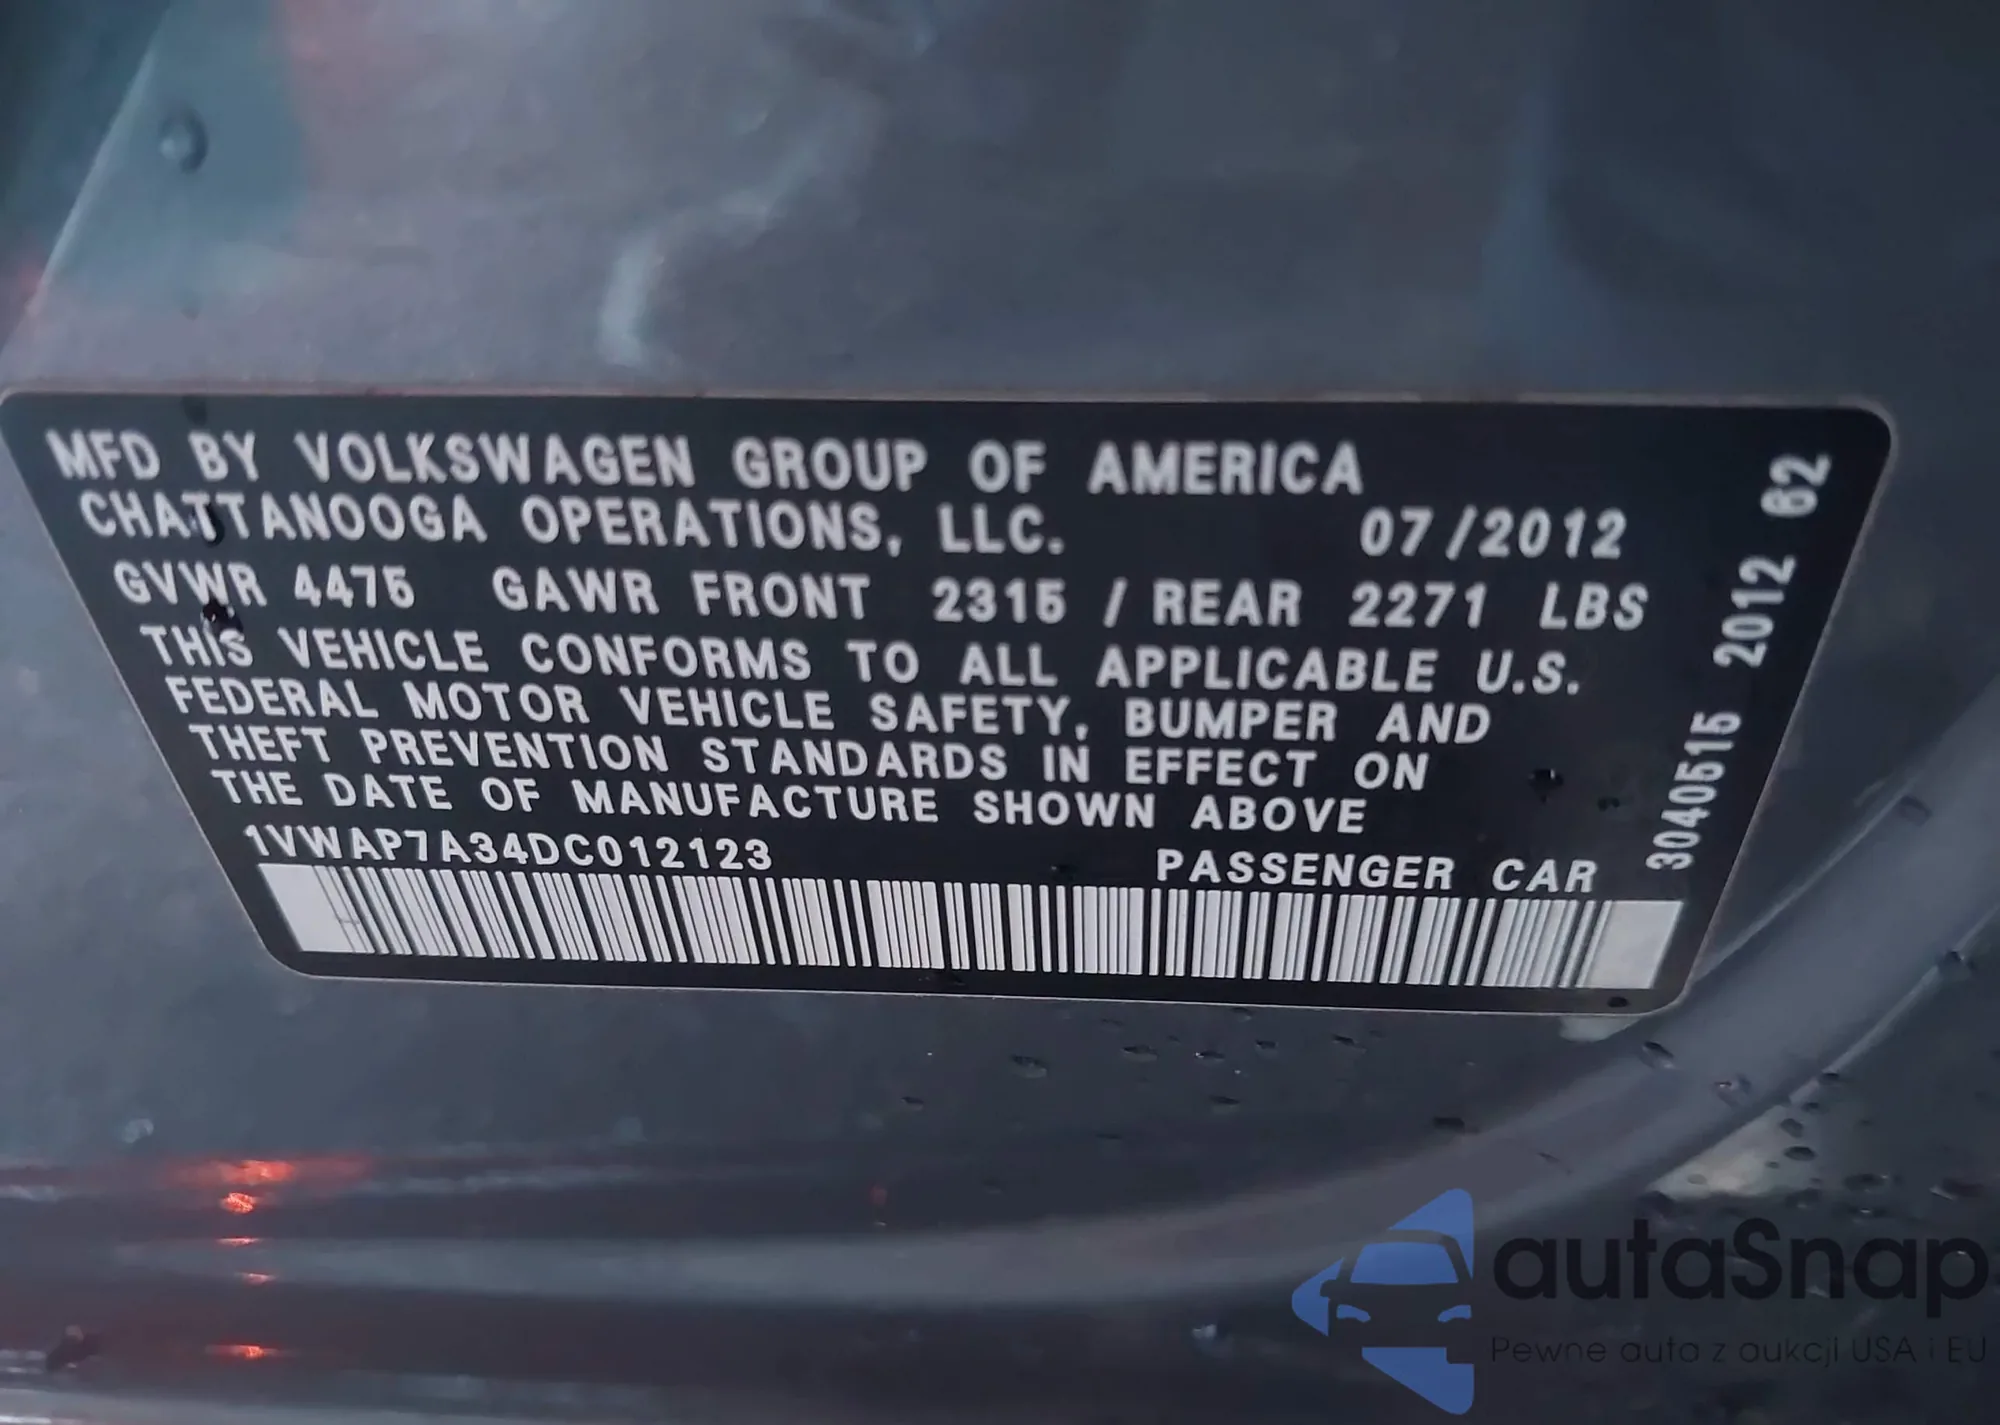 MFD BY VOLKSWAGEN GROUP OF AMERICA
CHATTANOOGA OPERATIONS, LLC. 07/2012
GVWR 4475 GAWR FRONT 2315 / REAR 2271 LBS
THIS VEHICLE CONFORMS TO ALL APPLICABLE U.S.
FEDERAL MOTOR VEHICLE SAFETY, BUMPER AND
THEFT PREVENTION STANDARDS IN EFFECT ON
THE DATE OF MANUFACTURE SHOWN ABOVE
1VWAP7A34DC012123 PASSENGER CAR
3040515 2012 62
autaSnap
Pewne auta z aukcji USA i EU